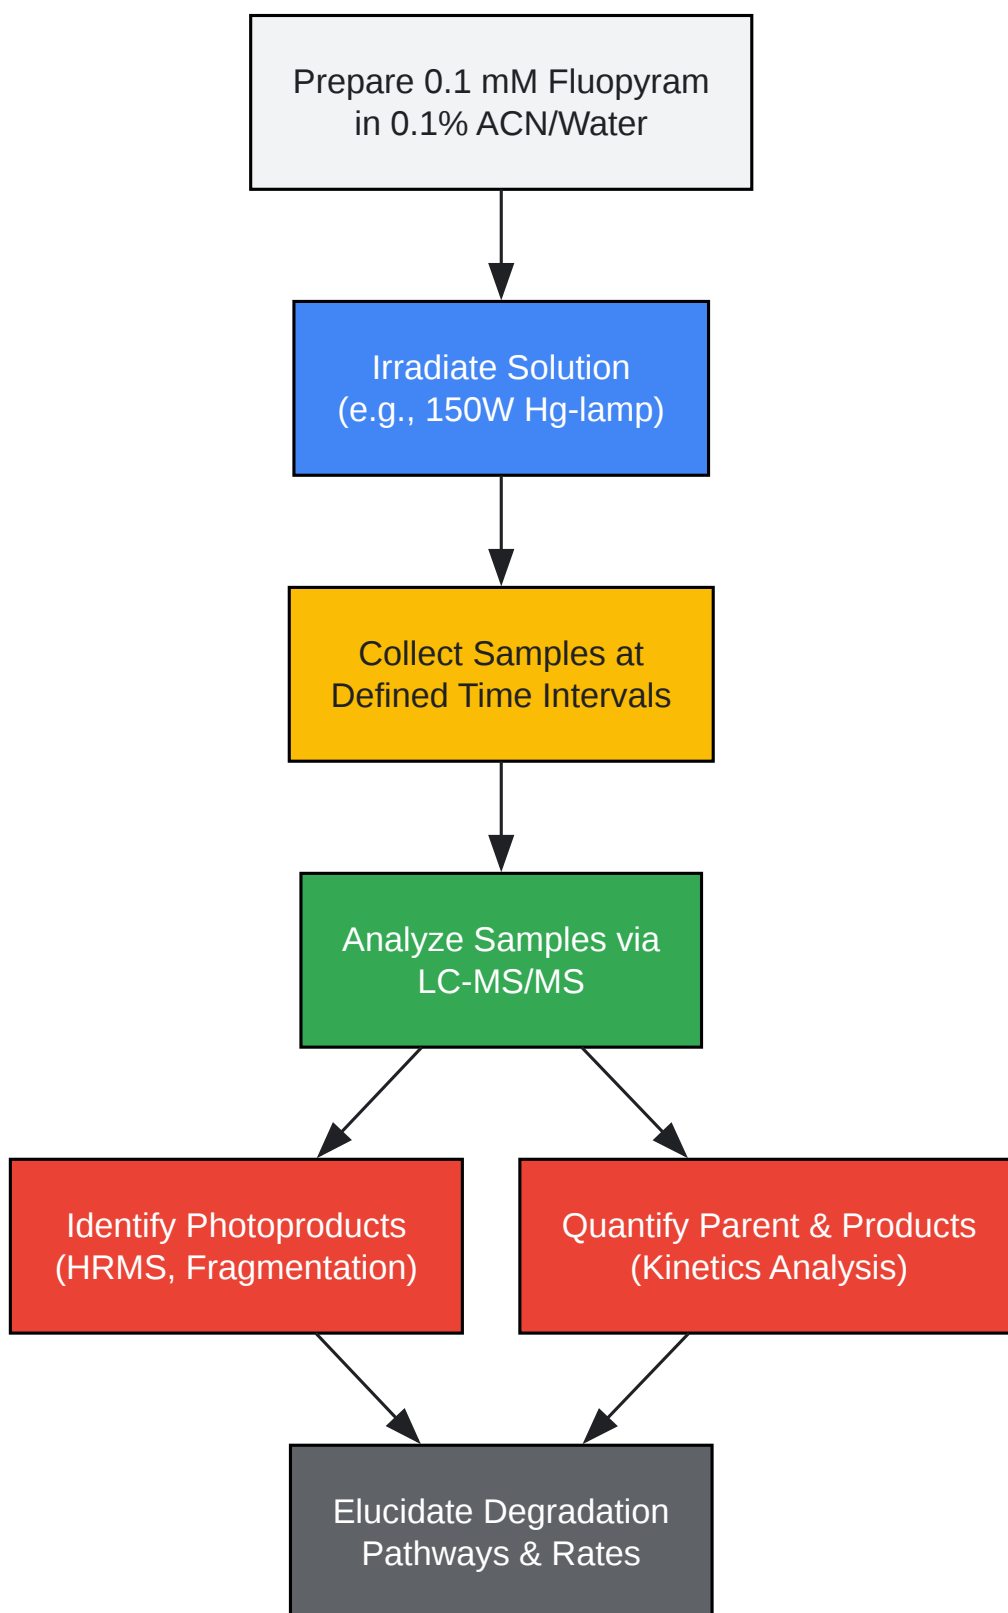 Prepare 0.1 mM Fluopyram
in 0.1% ACN/Water
Irradiate Solution
(e.g., 150W Hg-lamp)
Collect Samples at
Defined Time Intervals
Analyze Samples via
LC-MS/MS
Identify Photoproducts
(HRMS, Fragmentation)
Quantify Parent & Products
(Kinetics Analysis)
Elucidate Degradation
Pathways & Rates